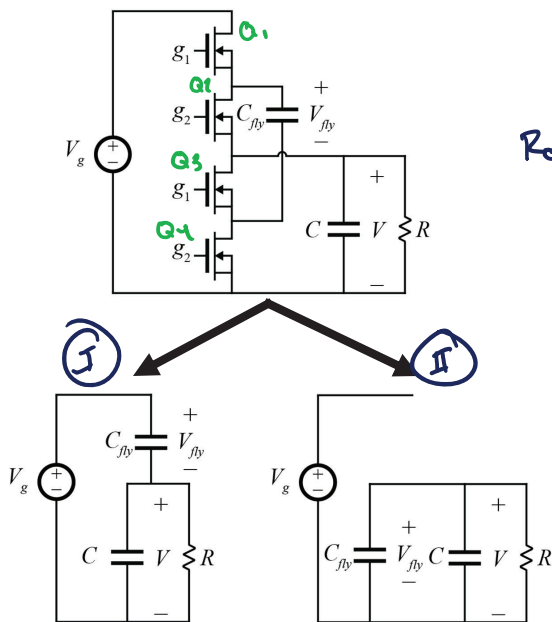 Q1
g1
+
Q2
g2
Cfly
Vfly
−
Vg
+
−
Q3
g1
+
C
V
R
Q4
g2
−
I
II
+
Cfly
Vfly
−
Vg
+
−
+
C
V
R
−
Vg
+
−
+
+
Cfly
Vfly
C
V
R
−
−